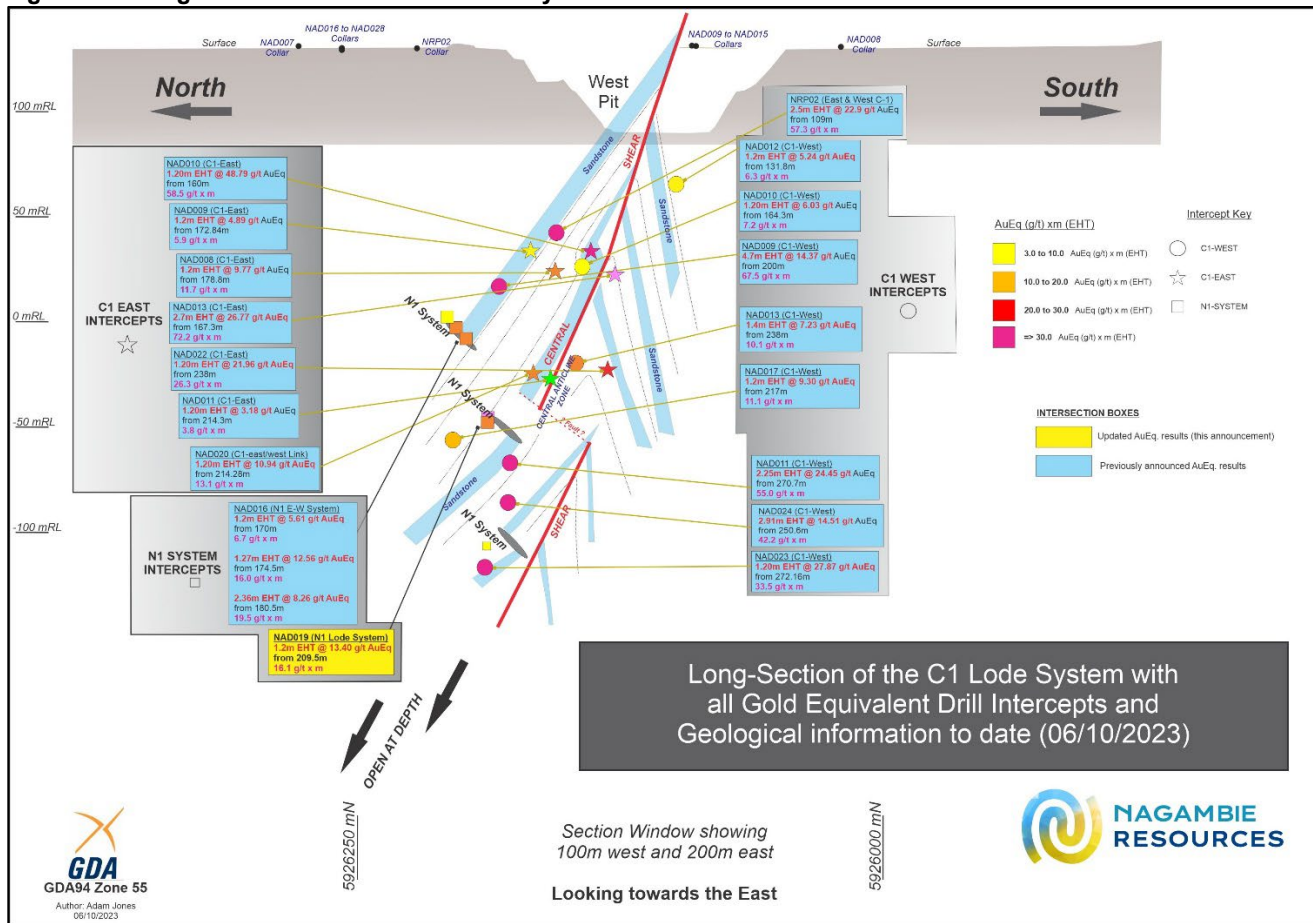 Surface
NAD007
Collar
NAD016 to NAD028
Collars
NRP02
Collar
NAD009 to NAD015
Collars
NAD008
Collar
Surface
North
West
Pit
South
100 mRL
50 mRL
0 mRL
-50 mRL
-100 mRL
NAD010 (C1-East)
1.20m EHT @ 48.79 g/t AuEq
from 160m
58.5 g/t x m
NAD009 (C1-East)
1.2m EHT @ 4.89 g/t AuEq
from 172.84m
5.9 g/t x m
NAD008 (C1-East)
1.2m EHT @ 9.77 g/t AuEq
from 178.8m
11.7 g/t x m
NAD013 (C1-East)
2.7m EHT @ 26.77 g/t AuEq
from 167.3m
72.2 g/t x m
NAD022 (C1-East)
1.20m EHT @ 21.96 g/t AuEq
from 238m
26.3 g/t x m
NAD011 (C1-East)
1.20m EHT @ 3.18 g/t AuEq
from 214.3m
3.8 g/t x m
NAD020 (C1-east/west Link)
1.20m EHT @ 10.94 g/t AuEq
from 214.28m
13.1 g/t x m
C1 EAST
INTERCEPTS
NAD016 (N1 E-W System)
1.2m EHT @ 5.61 g/t AuEq
from 170m
6.7 g/t x m
1.27m EHT @ 12.56 g/t AuEq
from 174.5m
16.0 g/t x m
2.36m EHT @ 8.26 g/t AuEq
from 180.5m
19.5 g/t x m
N1 SYSTEM
INTERCEPTS
NAD019 (N1 Lode System)
1.2m EHT @ 13.40 g/t AuEq
from 209.5m
16.1 g/t x m
Sandstone
SHEAR
Sandstone
N1 System
CENTRAL
CENTRAL ANTICLINE
ZONE
Sandstone
N1 System
Fault ?
Sandstone
N1 System
SHEAR
OPEN AT DEPTH
NRP02 (East & West C-1)
2.5m EHT @ 22.9 g/t AuEq
from 109m
57.3 g/t x m
NAD012 (C1-West)
1.2m EHT @ 5.24 g/t AuEq
from 131.8m
6.3 g/t x m
NAD010 (C1-West)
1.20m EHT @ 6.03 g/t AuEq
from 164.3m
7.2 g/t x m
NAD009 (C1-West)
4.7m EHT @ 14.37 g/t AuEq
from 200m
67.5 g/t x m
NAD013 (C1-West)
1.4m EHT @ 7.23 g/t AuEq
from 238m
10.1 g/t x m
NAD017 (C1-West)
1.2m EHT @ 9.30 g/t AuEq
from 217m
11.1 g/t x m
NAD011 (C1-West)
2.25m EHT @ 24.45 g/t AuEq
from 270.7m
55.0 g/t x m
NAD024 (C1-West)
2.91m EHT @ 14.51 g/t AuEq
from 250.6m
42.2 g/t x m
NAD023 (C1-West)
1.20m EHT @ 27.87 g/t AuEq
from 272.16m
33.5 g/t x m
C1 WEST
INTERCEPTS
AuEq (g/t) xm (EHT)
3.0 to 10.0 AuEq (g/t) x m (EHT)
10.0 to 20.0 AuEq (g/t) x m (EHT)
20.0 to 30.0 AuEq (g/t) x m (EHT)
=> 30.0 AuEq (g/t) x m (EHT)
Intercept Key
C1-WEST
C1-EAST
N1-SYSTEM
INTERSECTION BOXES
Updated AuEq. results (this announcement)
Previously announced AuEq. results
Long-Section of the C1 Lode System with
all Gold Equivalent Drill Intercepts and
Geological information to date (06/10/2023)
5926250 mN
5926000 mN
Section Window showing
100m west and 200m east
Looking towards the East
GDA
GDA94 Zone 55
Author: Adam Jones
06/10/2023
NAGAMBIE
RESOURCES